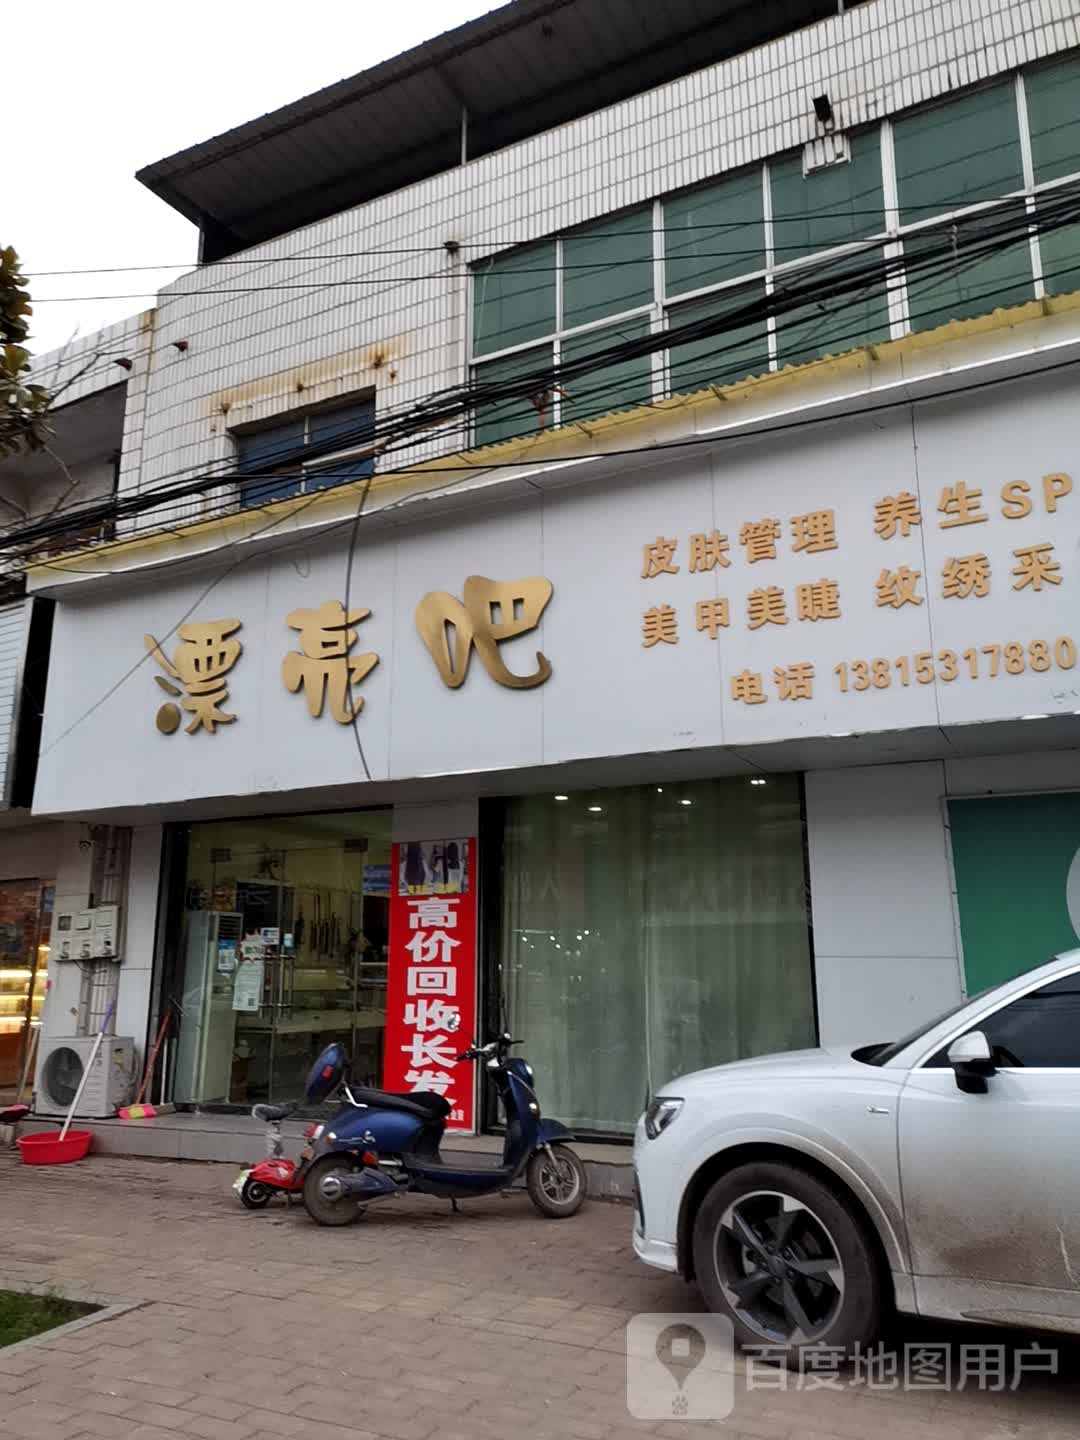 漂亮吧
皮肤管理 养生SP
美甲美睫 纹绣采
电话 13815317880
高价回收长发
百度地图用户